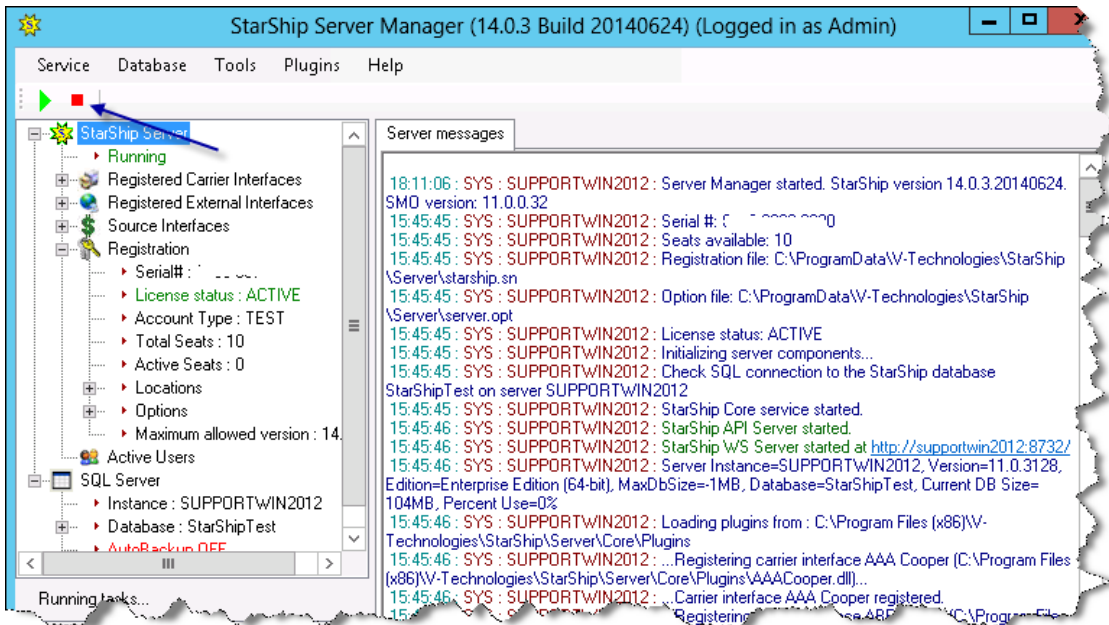 StarShip Server Manager (14.0.3 Build 20140624) (Logged in as Admin)
Service Database Tools Plugins Help
StarShip Server
Running
Registered Carrier Interfaces
Registered External Interfaces
Source Interfaces
Registration
Serial# :
License status : ACTIVE
Account Type : TEST
Total Seats : 10
Active Seats : 0
Locations
Options
Maximum allowed version : 14.
Active Users
SQL Server
Instance : SUPPORTWIN2012
Database : StarShipTest
AutoBackup OFF
Running tasks...
Server messages
18:11:06 : SYS : SUPPORTWIN2012 : Server Manager started. StarShip version 14.0.3.20140624.
SMO version: 11.0.0.32
15:45:45 : SYS : SUPPORTWIN2012 : Serial #:
15:45:45 : SYS : SUPPORTWIN2012 : Seats available: 10
15:45:45 : SYS : SUPPORTWIN2012 : Registration file: C:\ProgramData\V-Technologies\StarShip
\Server\starship.sn
15:45:45 : SYS : SUPPORTWIN2012 : Option file: C:\ProgramData\V-Technologies\StarShip
\Server\server.opt
15:45:45 : SYS : SUPPORTWIN2012 : License status: ACTIVE
15:45:45 : SYS : SUPPORTWIN2012 : Initializing server components...
15:45:45 : SYS : SUPPORTWIN2012 : Check SQL connection to the StarShip database
StarShipTest on server SUPPORTWIN2012
15:45:45 : SYS : SUPPORTWIN2012 : StarShip Core service started.
15:45:46 : SYS : SUPPORTWIN2012 : StarShip API Server started.
15:45:46 : SYS : SUPPORTWIN2012 : StarShip WS Server started at http://supportwin2012:8732/
15:45:46 : SYS : SUPPORTWIN2012 : Server Instance=SUPPORTWIN2012, Version=11.0.3128,
Edition=Enterprise Edition (64-bit), MaxDbSize=-1MB, Database=StarShipTest, Current DB Size=
104MB, Percent Use=0%
15:45:46 : SYS : SUPPORTWIN2012 : Loading plugins from : C:\Program Files (x86)\V-
Technologies\StarShip\Server\Core\Plugins
15:45:46 : SYS : SUPPORTWIN2012 : ...Registering carrier interface AAA Cooper (C:\Program Files
(x86)\V-Technologies\StarShip\Server\Core\Plugins\AAACooper.dll)...
15:45:46 : SYS : SUPPORTWIN2012 : ...Carrier interface AAA Cooper registered.
Registering